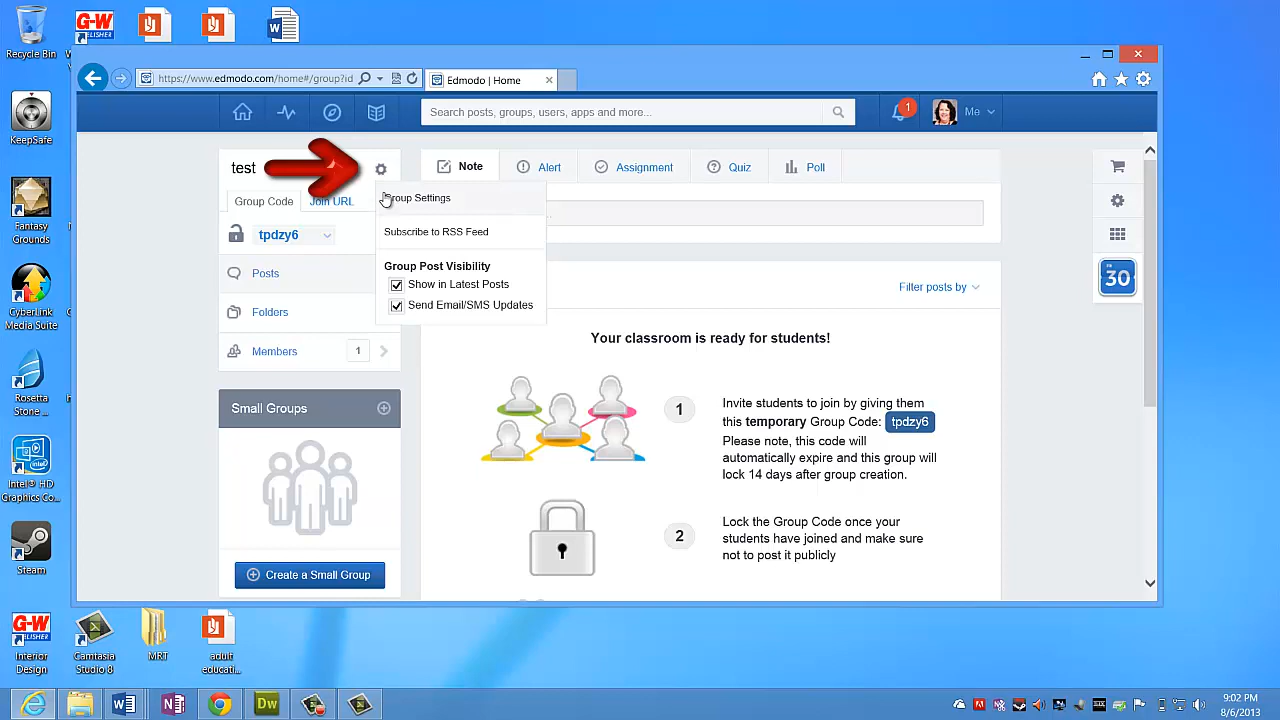 Recycle Bin
G-W
PUBLISHER
W
https://www.edmodo.com/home#/group?id
Edmodo | Home
Search posts, groups, users, apps and more...
1
Me
KeepSafe
test
Note
Alert
Assignment
Quiz
Poll
Group Code
Join URL
Group Settings
tpdzy6
Subscribe to RSS Feed
Group Post Visibility
Show in Latest Posts
Send Email/SMS Updates
Fantasy
Grounds
Posts
Folders
Members
1
Filter posts by
30
CyberLink
Media Suite
Your classroom is ready for students!
Small Groups
1
Invite students to join by giving them
this temporary Group Code: tpdzy6
Please note, this code will
automatically expire and this group will
lock 14 days after group creation.
Rosetta
Stone ...
intel
Intel® HD
Graphics Co...
2
Lock the Group Code once your
students have joined and make sure
not to post it publicly
Create a Small Group
Steam
G-W
PUBLISHER
Interior
Design
Camtasia
Studio 8
MRT
adult
educati...
Dw
9:02 PM
8/6/2013